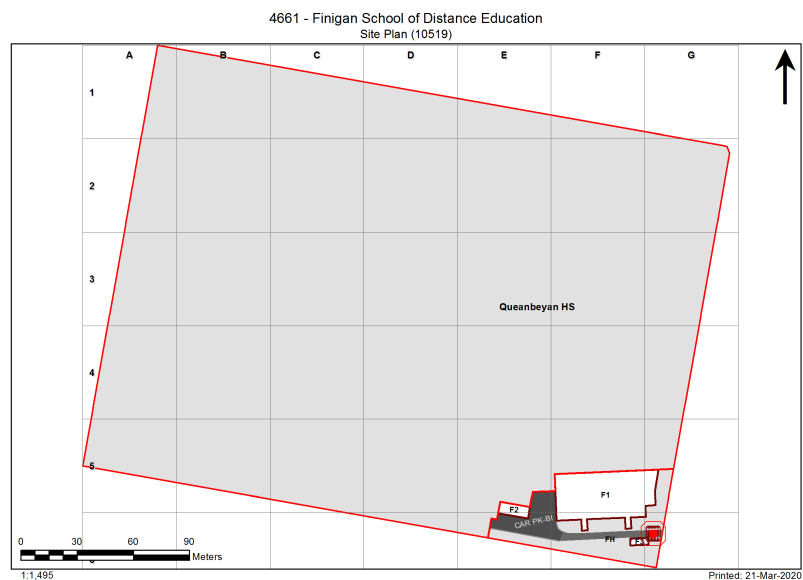 4661 - Finigan School of Distance Education
Site Plan (10519)
A B C D E F G
1
2
3
Queanbeyan HS
4
5
F1
F2
CAR PK-BI
FH
F3
0 30 60 90
Meters
1:1,495
Printed: 21-Mar-2020